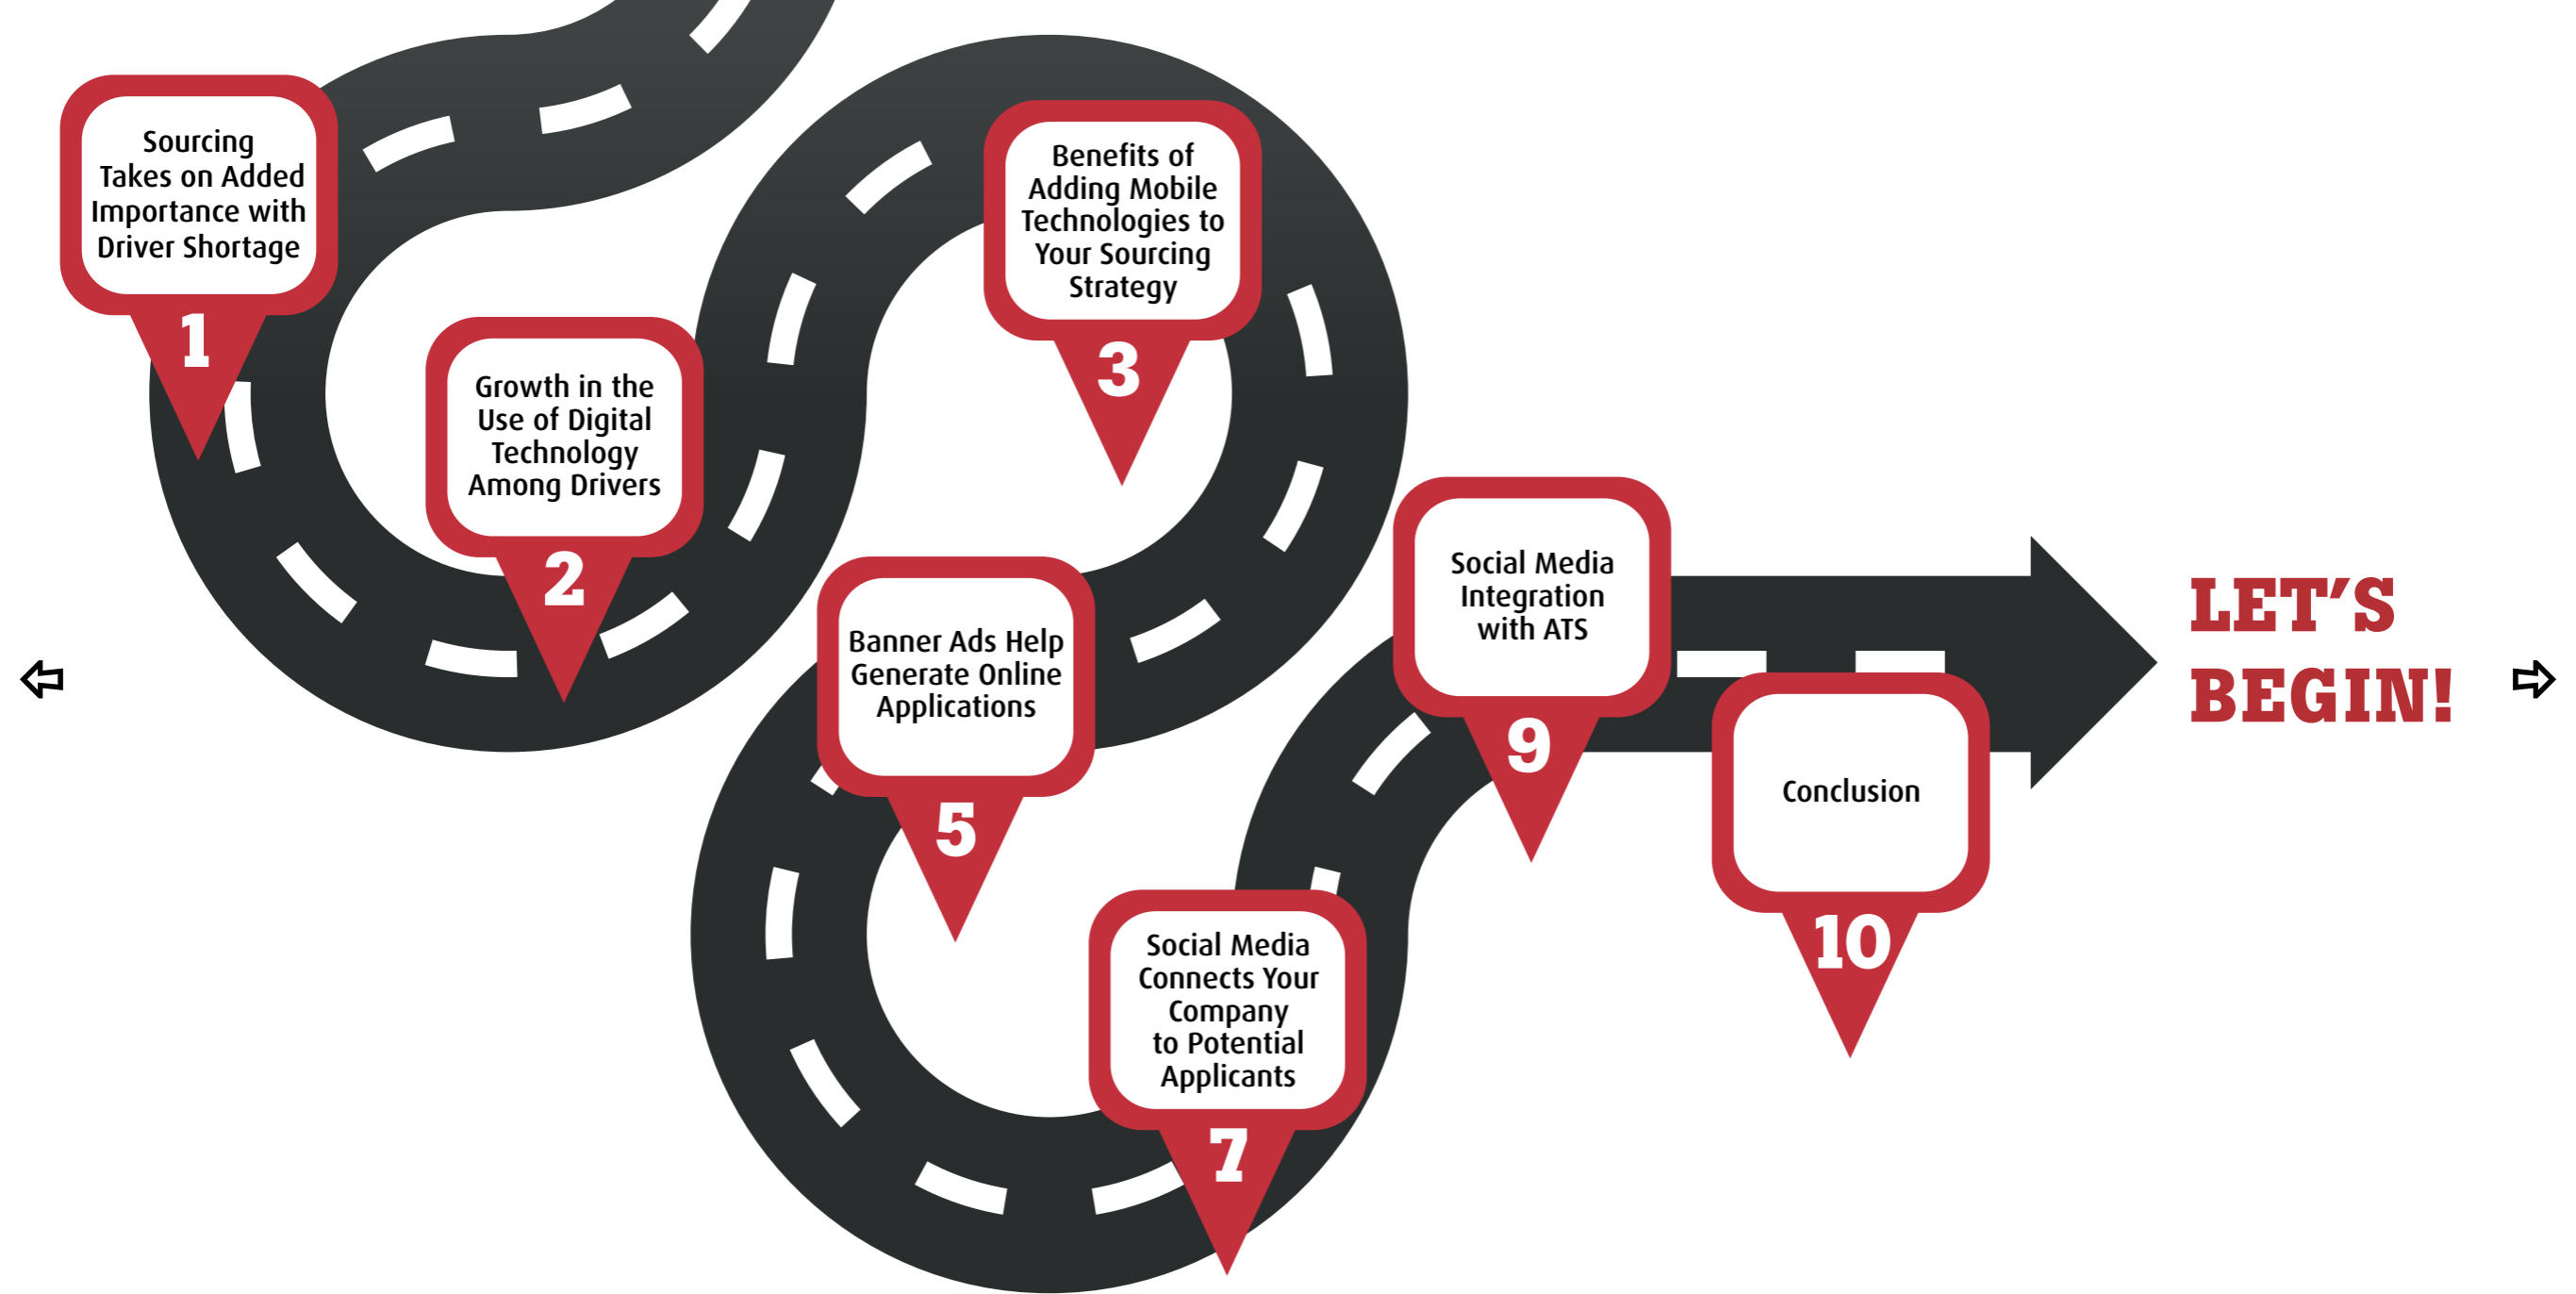 Sourcing
Takes on Added
Importance with
Driver Shortage
1
Growth in the
Use of Digital
Technology
Among Drivers
2
Benefits of
Adding Mobile
Technologies to
Your Sourcing
Strategy
3
Banner Ads Help
Generate Online
Applications
5
Social Media
Connects Your
Company
to Potential
Applicants
7
Social Media
Integration
with ATS
9
Conclusion
10
LET'S
BEGIN!